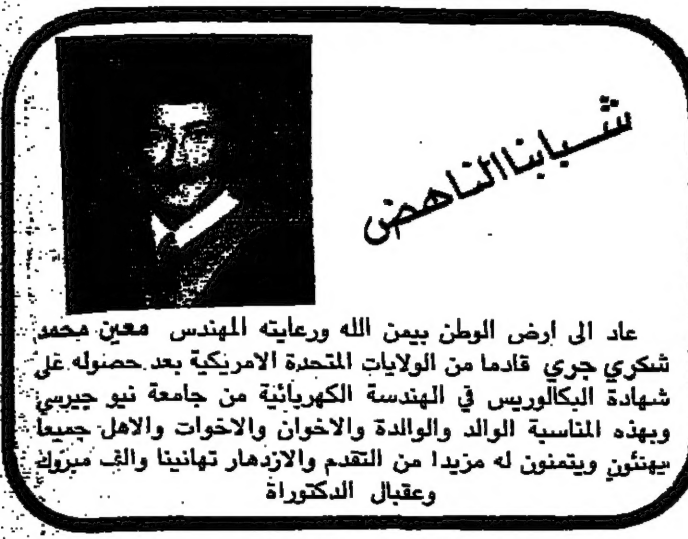 شبابنا الناهض
عاد الى ارض الوطن بيمن الله ورعايته المهندس معين محمد
شكري جري قادما من الولايات المتحدة الامريكية بعد حصوله على
شهادة البكالوريس في الهندسة الكهربائية من جامعة نيو جيرسي
وبهذه المناسبة الوالد والوالدة والاخوان والاخوات والاهل جميعا
يهنئون ويتمنون له مزيدا من التقدم والازدهار تهانينا والف مبروك
وعقبال الدكتوراة